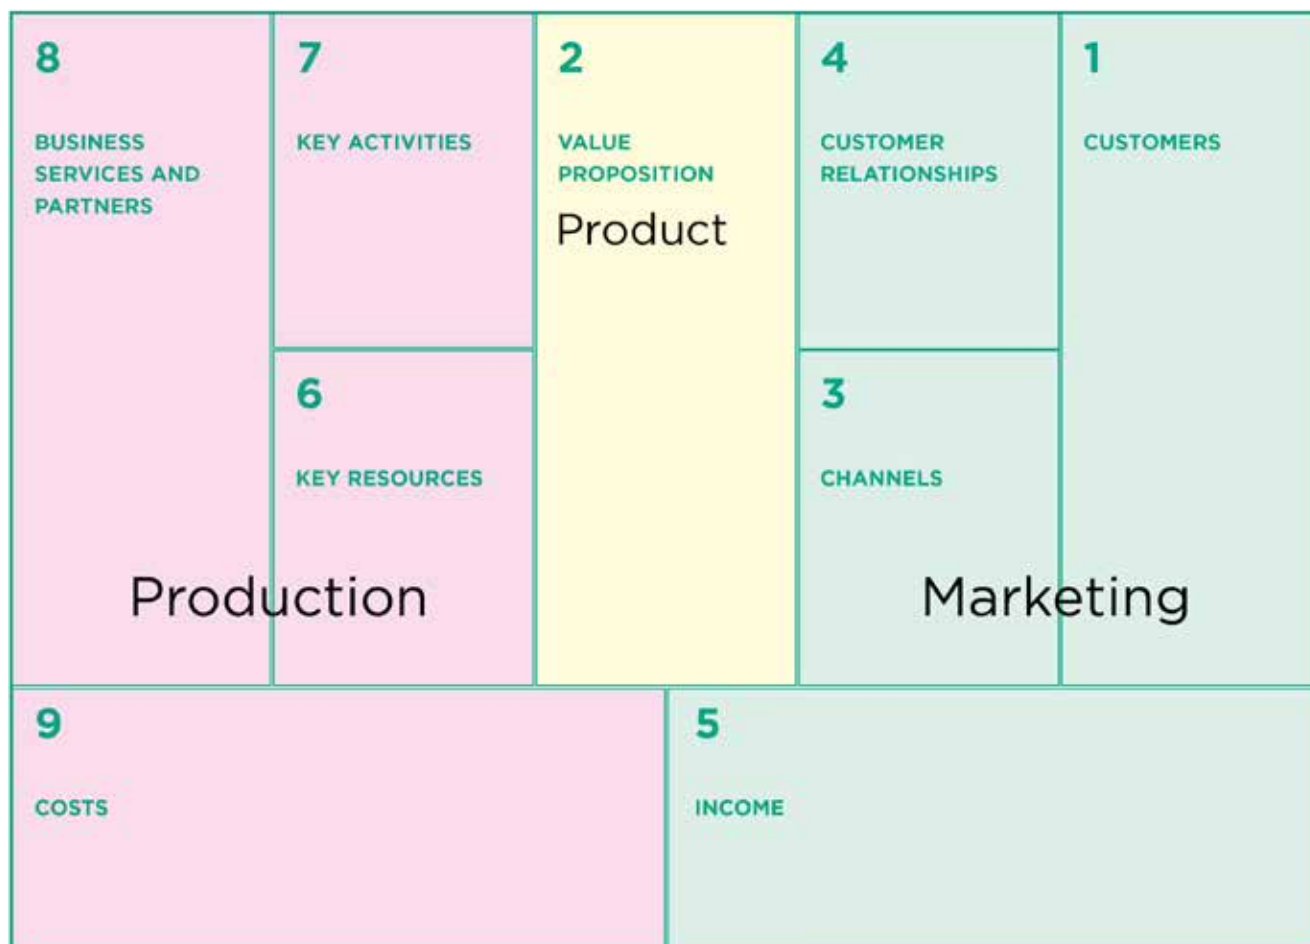 8
BUSINESS
SERVICES AND
PARTNERS
7
KEY ACTIVITIES
6
KEY RESOURCES
Production
2
VALUE
PROPOSITION
Product
4
CUSTOMER
RELATIONSHIPS
3
CHANNELS
1
CUSTOMERS
Marketing
9
COSTS
5
INCOME